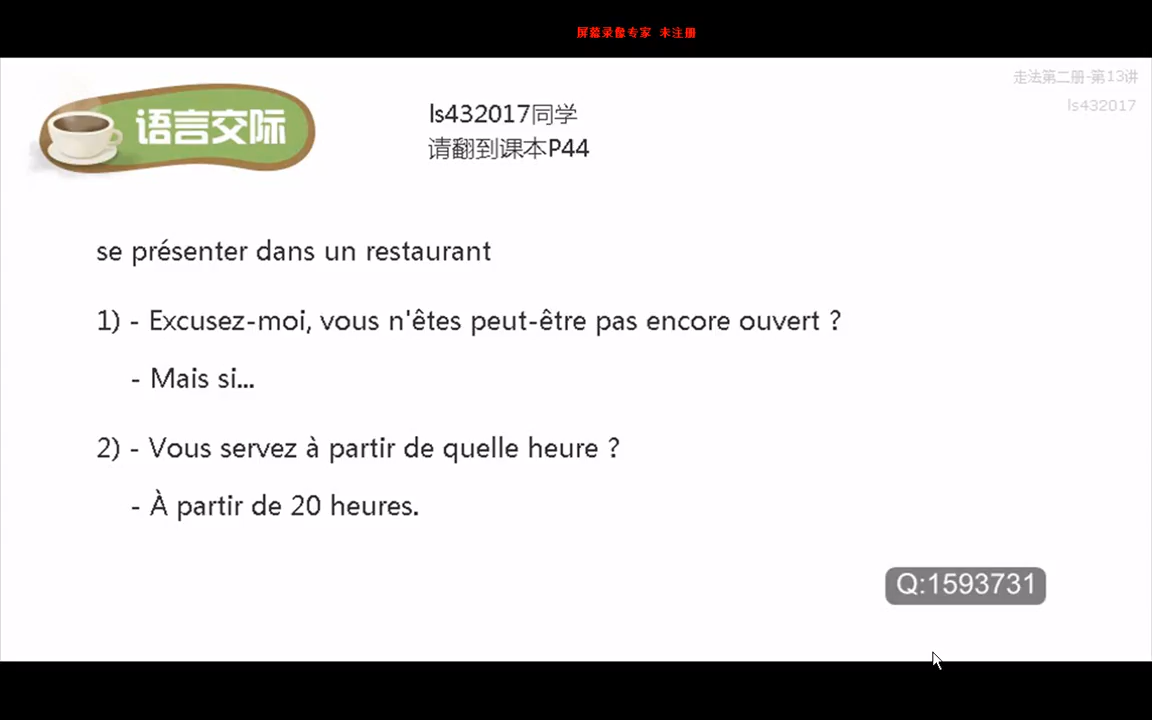 屏幕录像专家 未注册
走法第二册-第13讲
ls432017
语言交际
ls432017同学
请翻到课本P44
se présenter dans un restaurant
1) - Excusez-moi, vous n'êtes peut-être pas encore ouvert ?
- Mais si...
2) - Vous servez à partir de quelle heure ?
- À partir de 20 heures.
Q:1593731